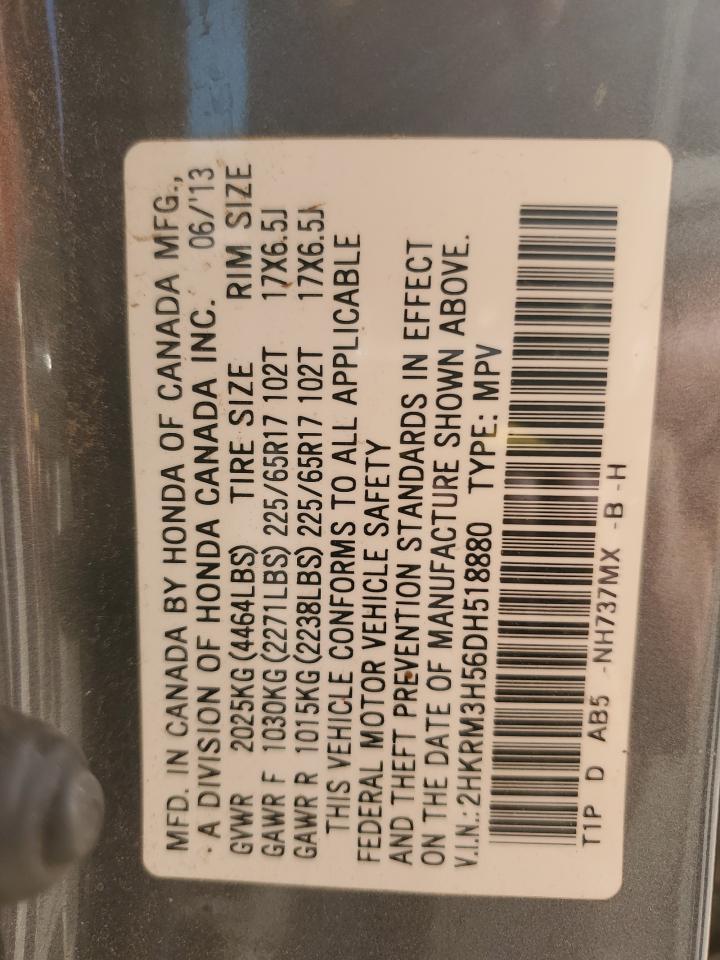 MFD. IN CANADA BY HONDA OF CANADA MFG.,
A DIVISION OF HONDA CANADA INC. 06/'13
GVWR 2025KG(4464LBS) TIRE SIZE RIM SIZE
GAWR F 1030KG(2271LBS) 225/65R17 102T 17X6.5J
GAWR R 1015KG(2238LBS) 225/65R17 102T 17X6.5J
THIS VEHICLE CONFORMS TO ALL APPLICABLE
FEDERAL MOTOR VEHICLE SAFETY
AND THEFT PREVENTION STANDARDS IN EFFECT
ON THE DATE OF MANUFACTURE SHOWN ABOVE.
V.I.N.: 2HKRM3H56DH518880 TYPE: MPV
T1P D AB5 -NH737MX -B -H